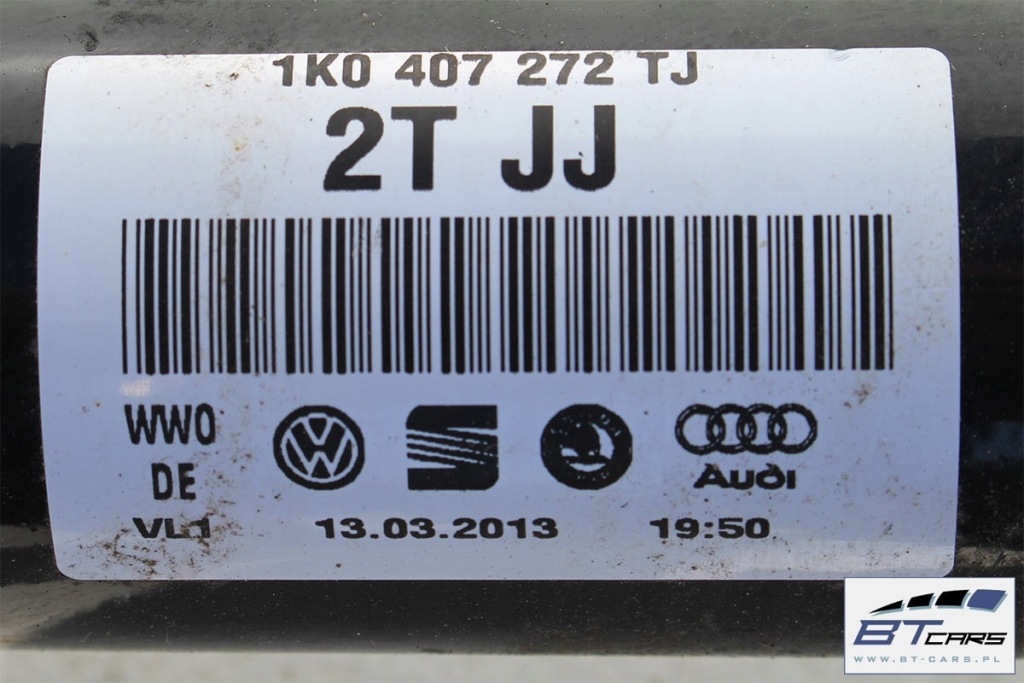 1K0 407 272 TJ
2T JJ
WWO
DE
Audi
VL1 13.03.2013 19:50
BT CARS
WWW.BT-CARS.PL